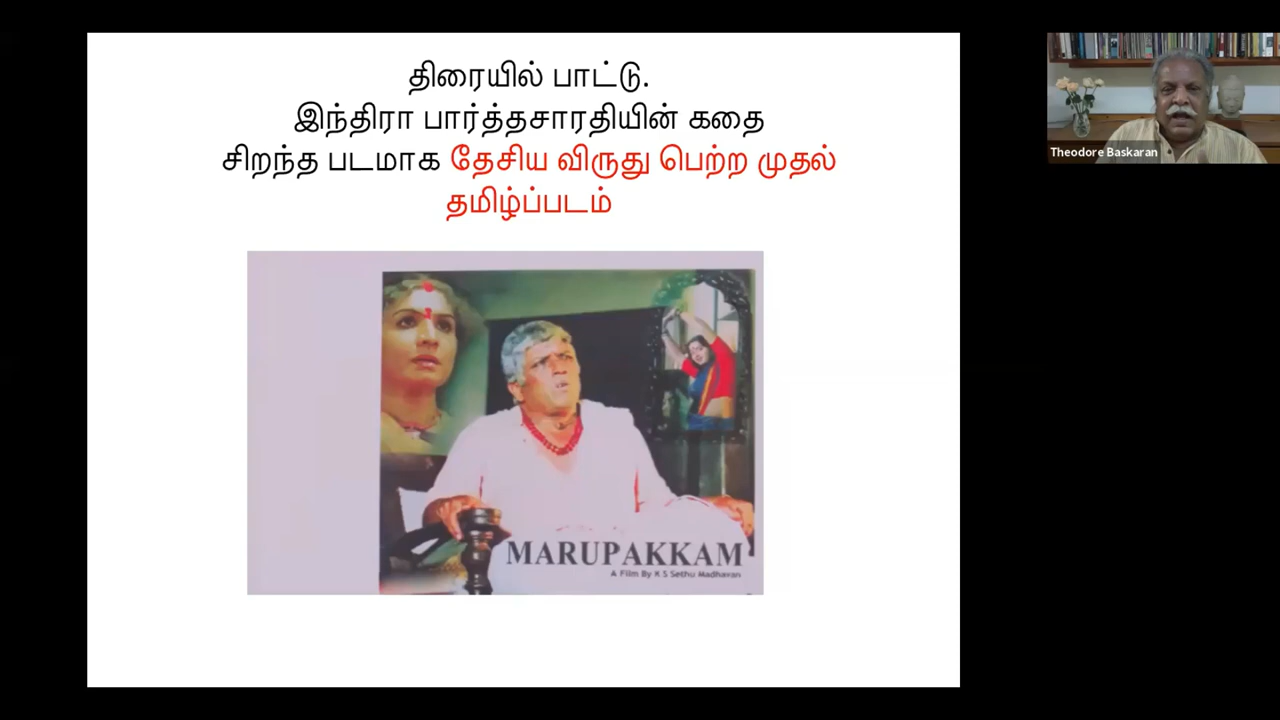 திரையில் பாட்டு.
இந்திரா பார்த்தசாரதியின் கதை
சிறந்த படமாக தேசிய விருது பெற்ற முதல்
தமிழ்ப்படம்
MARUPAKKAM
A Film By K S Sethu Madhavan
Theodore Baskaran